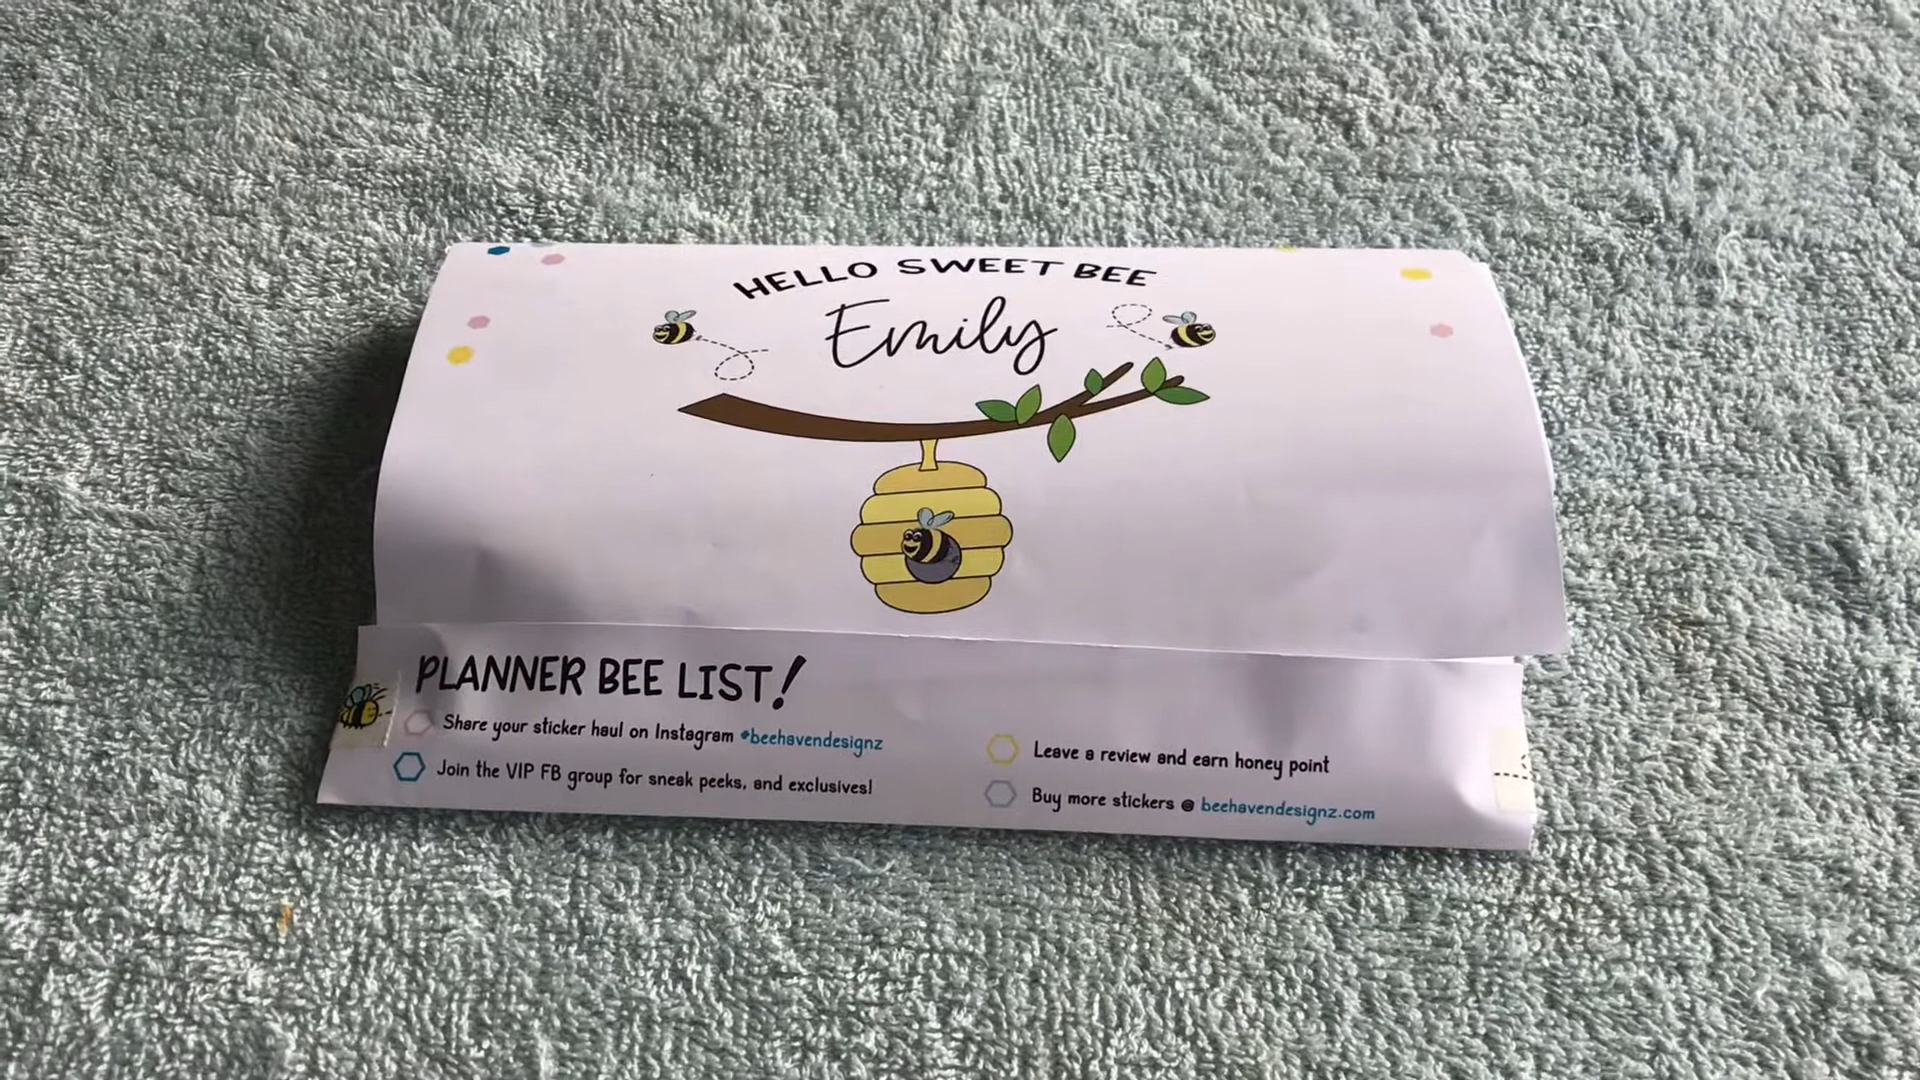 HELLO SWEET BEE
Emily
PLANNER BEE LIST!
Share your sticker haul on Instagram #beehavendesignz
Join the VIP FB group for sneak peeks, and exclusives!
Leave a review and earn honey point
Buy more stickers @ beehavendesignz.com